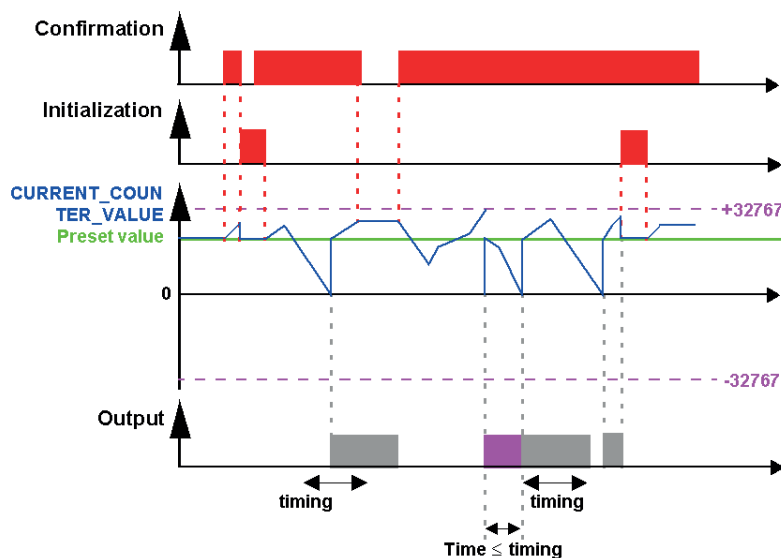 Confirmation
Initialization
CURRENT_COUN
TER_VALUE
+32767
Preset value
0
-32767
Output
timing
timing
Time ≤ timing